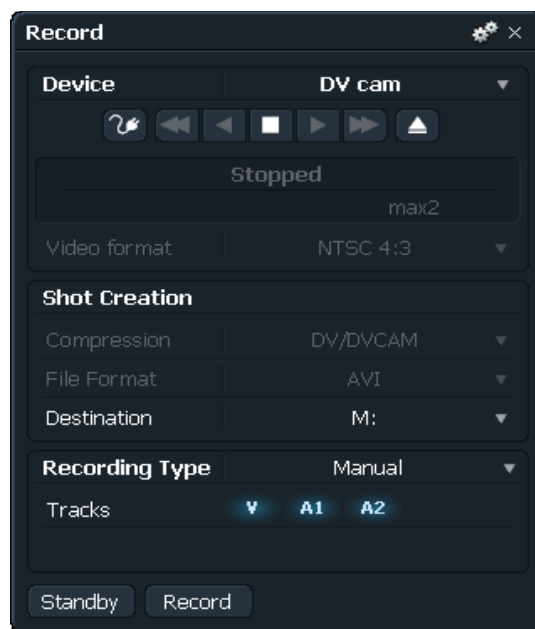 Record
Device DV cam
Stopped
max2
Video format NTSC 4:3
Shot Creation
Compression DV/DVCAM
File Format AVI
Destination M:
Recording Type Manual
Tracks V A1 A2
Standby Record